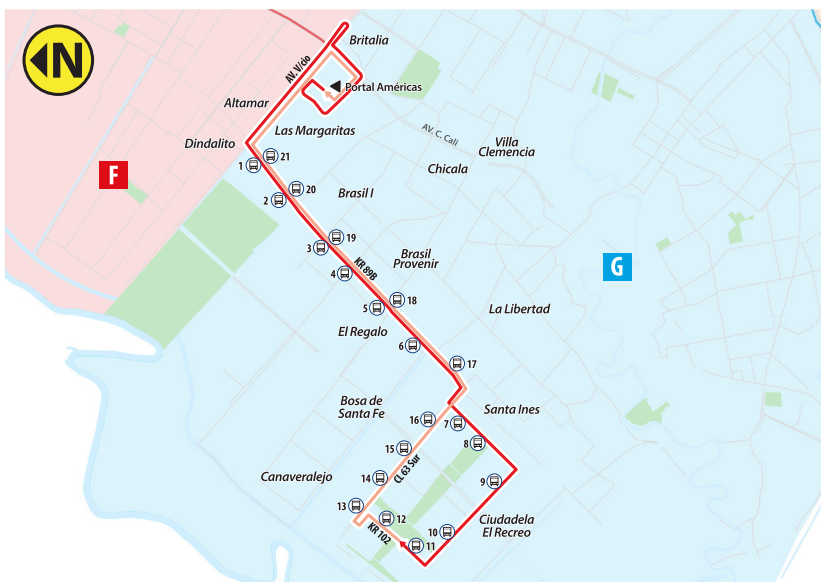 N
Britalia
AV. V/cio
Portal Américas
Altamar
Las Margaritas
Dindalito
AV. C. Cali
Villa
Clemencia
Chicala
F
1
21
2
20
Brasil I
3
19
KR 89B
Brasil
Provenir
4
G
5
18
La Libertad
El Regalo
6
17
Bosa de
Santa Fe
16
7
Santa Ines
8
15
CL 63 Sur
Canaveralejo
14
9
13
12
KR 102
10
11
Ciudadela
El Recreo